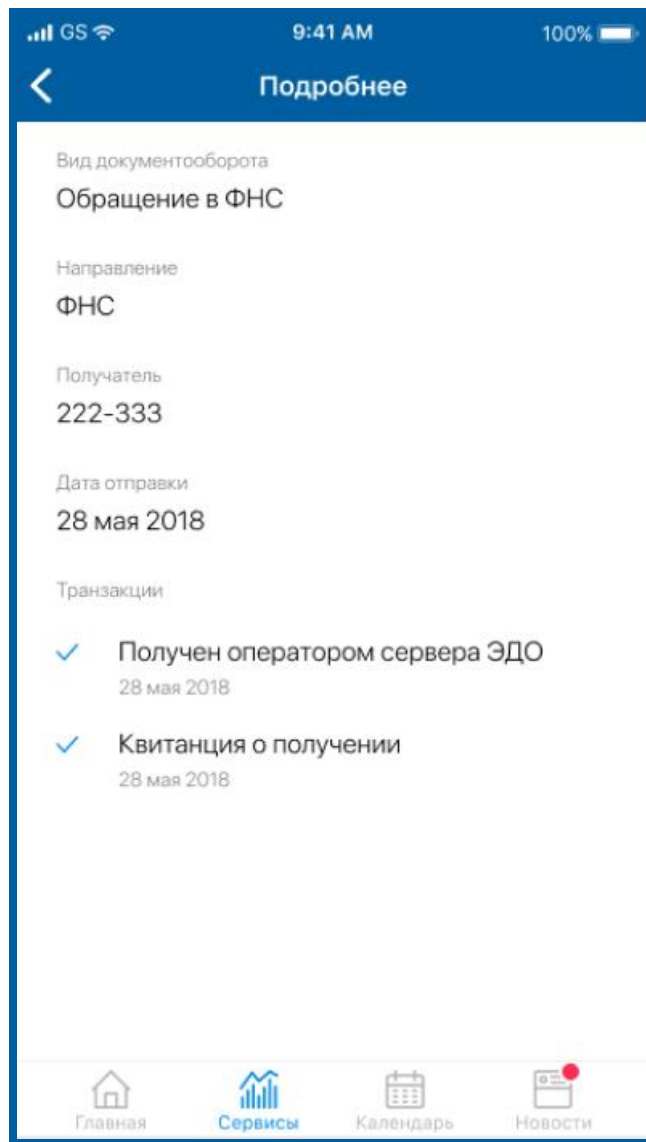 GS 9:41 AM 100%
Подробнее
Вид документооборота
Обращение в ФНС
Направление
ФНС
Получатель
222-333
Дата отправки
28 мая 2018
Транзакции
Получен оператором сервера ЭДО
28 мая 2018
Квитанция о получении
28 мая 2018
Главная Сервисы Календарь Новости